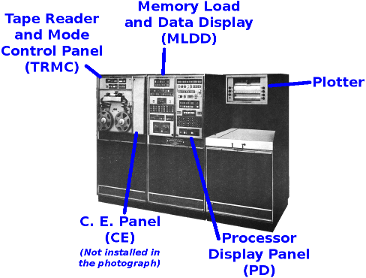 Tape Reader
and Mode
Control Panel
(TRMC)
Memory Load
and Data Display
(MLDD)
Plotter
C. E. Panel
(CE)
(Not installed in
the photograph)
Processor
Display Panel
(PD)